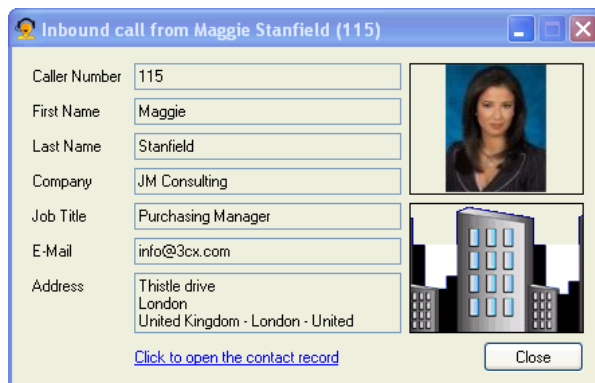 Inbound call from Maggie Stanfield (115)
Caller Number 115
First Name Maggie
Last Name Stanfield
Company JM Consulting
Job Title Purchasing Manager
E-Mail info@3cx.com
Address Thistle drive
London
United Kingdom - London - United
Click to open the contact record Close